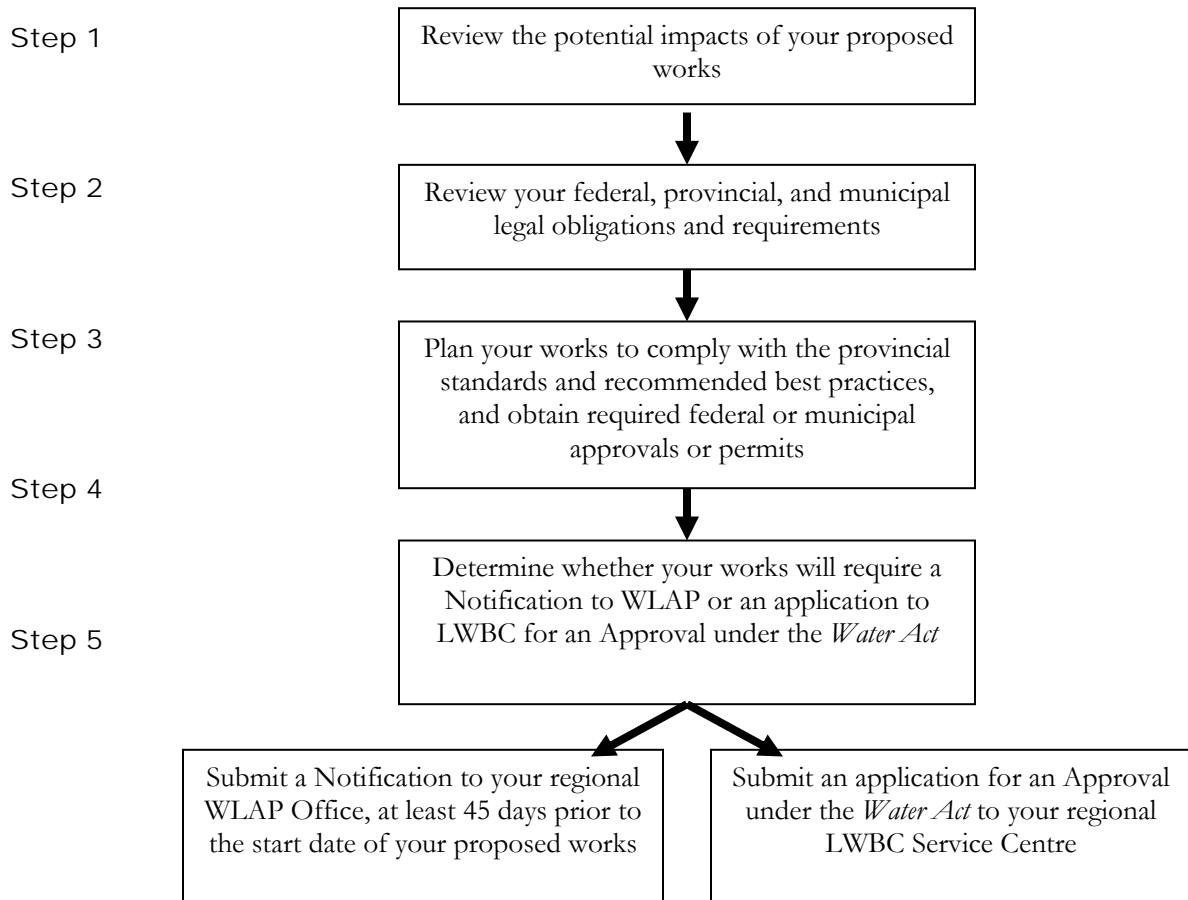 Step 1
Review the potential impacts of your proposed
works
Step 2
Review your federal, provincial, and municipal
legal obligations and requirements
Step 3
Plan your works to comply with the provincial
standards and recommended best practices,
and obtain required federal or municipal
approvals or permits
Step 4
Determine whether your works will require a
Notification to WLAP or an application to
LWBC for an Approval under the Water Act
Step 5
Submit a Notification to your regional
WLAP Office, at least 45 days prior to
the start date of your proposed works
Submit an application for an Approval
under the Water Act to your regional
LWBC Service Centre